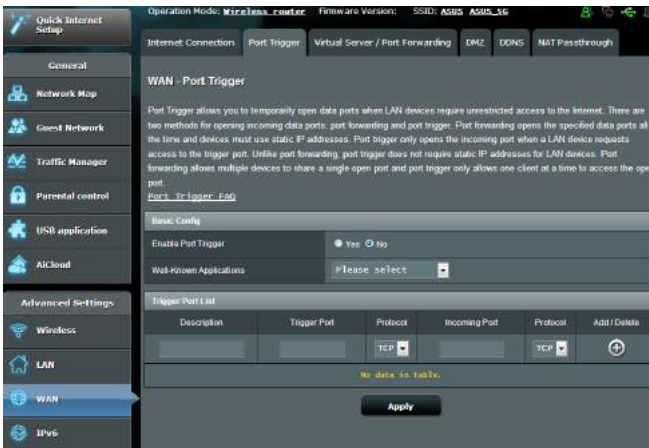 Quick Internet
Setup
General
Network Map
Guest Network
Traffic Manager
Parental control
USB application
AiCloud
Advanced Settings
Wireless
LAN
WAN
IPv6
Operation Mode: Wireless router Firmware Version: SSID: ASUS ASUS_5G
Internet Connection Port Trigger Virtual Server / Port Forwarding DMZ DDNS NAT Passthrough
WAN - Port Trigger
Port Trigger allows you to temporarily open data ports when LAN devices require unrestricted access to the Internet. There are
two methods for opening incoming data ports: port forwarding and port trigger. Port forwarding opens the specified data ports all
the time and devices must use static IP addresses. Port trigger only opens the incoming port when a LAN device requests
access to the trigger port. Unlike port forwarding, port trigger does not require static IP addresses for LAN devices. Port
forwarding allows multiple devices to share a single open port and port trigger only allows one client at a time to access the ope
port.
Port Trigger FAQ
Basic Config
Enable Port Trigger Yes No
Well-Known Applications Please select
Trigger Port List
Description Trigger Port Protocol Incoming Port Protocol Add / Delete
TCP TCP
No data in table.
Apply